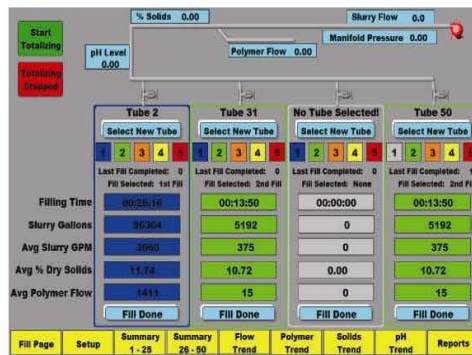 % Solids 0.00
Slurry Flow 0.0
Start Totalizing
Manifold Pressure 0.00
pH Level 0.00
Polymer Flow 0.00
Totalizing Stopped
Tube 2 Tube 31 No Tube Selected! Tube 50
Select New Tube Select New Tube Select New Tube Select New Tube
1 2 3 4 5 1 2 3 4 5 1 2 3 4 5 1 2 3 4 5
Last Fill Completed: 0 Last Fill Completed: 0 Last Fill Completed: 0 Last Fill Completed:
Fill Selected: 1st Fill Fill Selected: 2nd Fill Fill Selected: None Fill Selected: 2nd Fill
Filling Time 00:26:16 00:13:50 00:00:00 00:13:50
Slurry Gallons 5192 0 5192
Avg Slurry GPM 375 0 375
Avg % Dry Solids 11.74 10.72 0.00 10.72
Avg Polymer Flow 1411 15 0 15
Fill Done Fill Done Fill Done Fill Done
Fill Page Setup Summary 1 - 25 Summary 26 - 50 Flow Trend Polymer Trend Solids Trend pH Trend Reports